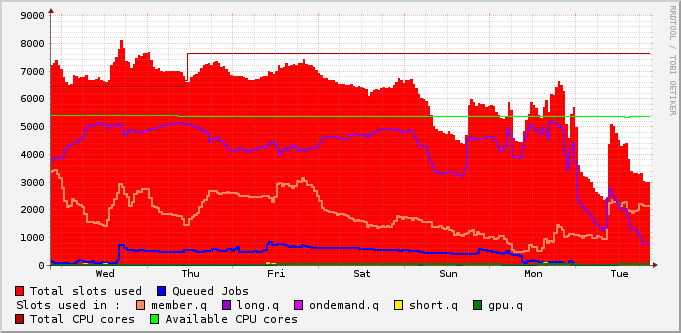 9000
8000
7000
6000
5000
4000
3000
2000
1000
0
Wed Thu Fri Sat Sun Mon Tue
RRDTOOL / TOBI OETIKER
Total slots used Queued Jobs
Slots used in : member.q long.q ondemand.q short.q gpu.q
Total CPU cores Available CPU cores